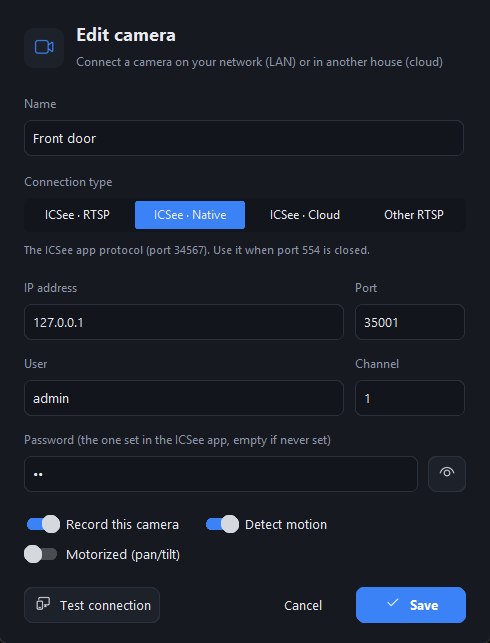 Edit camera
Connect a camera on your network (LAN) or in another house (cloud)
Name
Front door
Connection type
ICSee · RTSP
ICSee · Native
ICSee · Cloud
Other RTSP
The ICSee app protocol (port 34567). Use it when port 554 is closed.
IP address
Port
127.0.0.1
35001
User
Channel
admin
1
Password (the one set in the ICSee app, empty if never set)
••
Record this camera
Detect motion
Motorized (pan/tilt)
Test connection
Cancel
Save